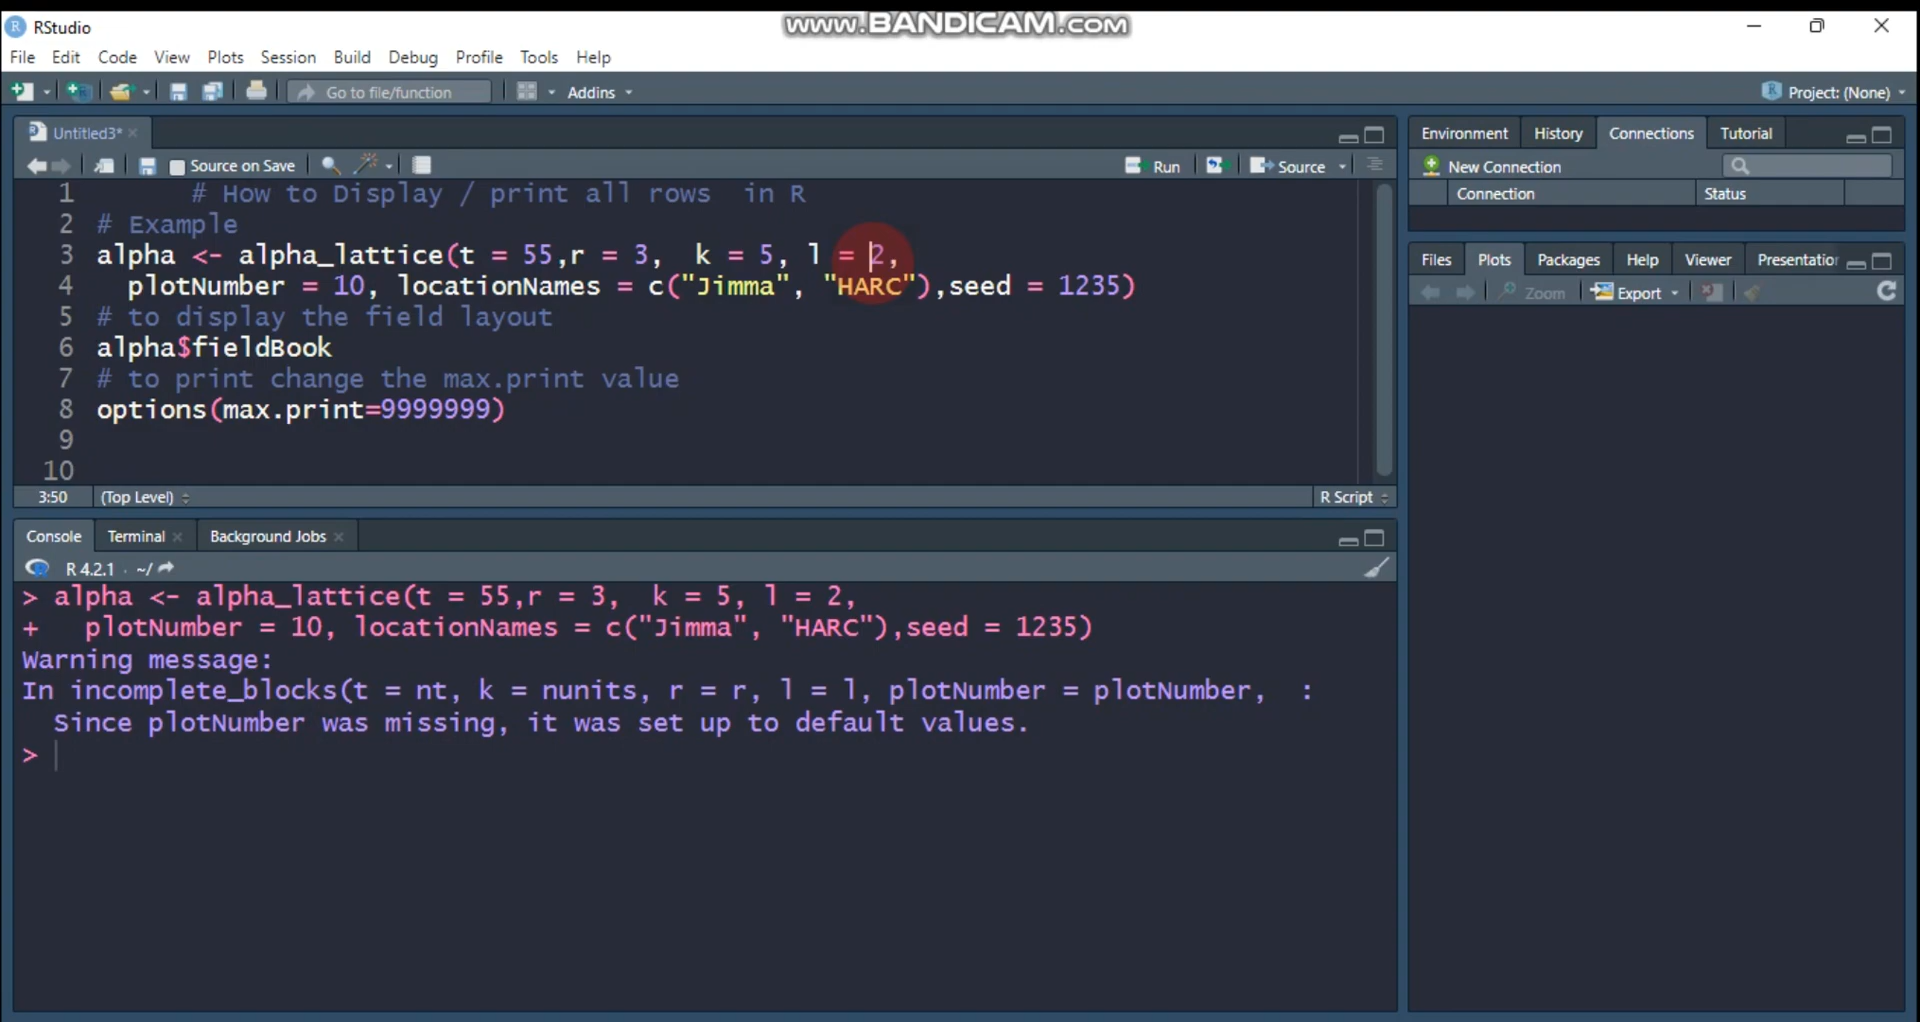 www.BANDICAM.com
RStudio
File Edit Code View Plots Session Build Debug Profile Tools Help
Go to file/function Addins Project: (None)
Untitled3*
Source on Save Run Source
1 # How to Display / print all rows  in R
2 # Example
3 alpha <- alpha_lattice(t = 55,r = 3,  k = 5, l = 2,
4 plotNumber = 10, locationNames = c("Jimma", "HARC"),seed = 1235)
5 # to display the field layout
6 alpha$fieldBook
7 # to print change the max.print value
8 options(max.print=9999999)
9
10
3:50 (Top Level) R Script
Console Terminal Background Jobs
R 4.2.1 · ~/
> alpha <- alpha_lattice(t = 55,r = 3,  k = 5, l = 2,
+   plotNumber = 10, locationNames = c("Jimma", "HARC"),seed = 1235)
Warning message:
In incomplete_blocks(t = nt, k = nunits, r = r, l = l, plotNumber = plotNumber,  :
Since plotNumber was missing, it was set up to default values.
>
Environment History Connections Tutorial
New Connection
Connection Status
Files Plots Packages Help Viewer Presentation
Zoom Export